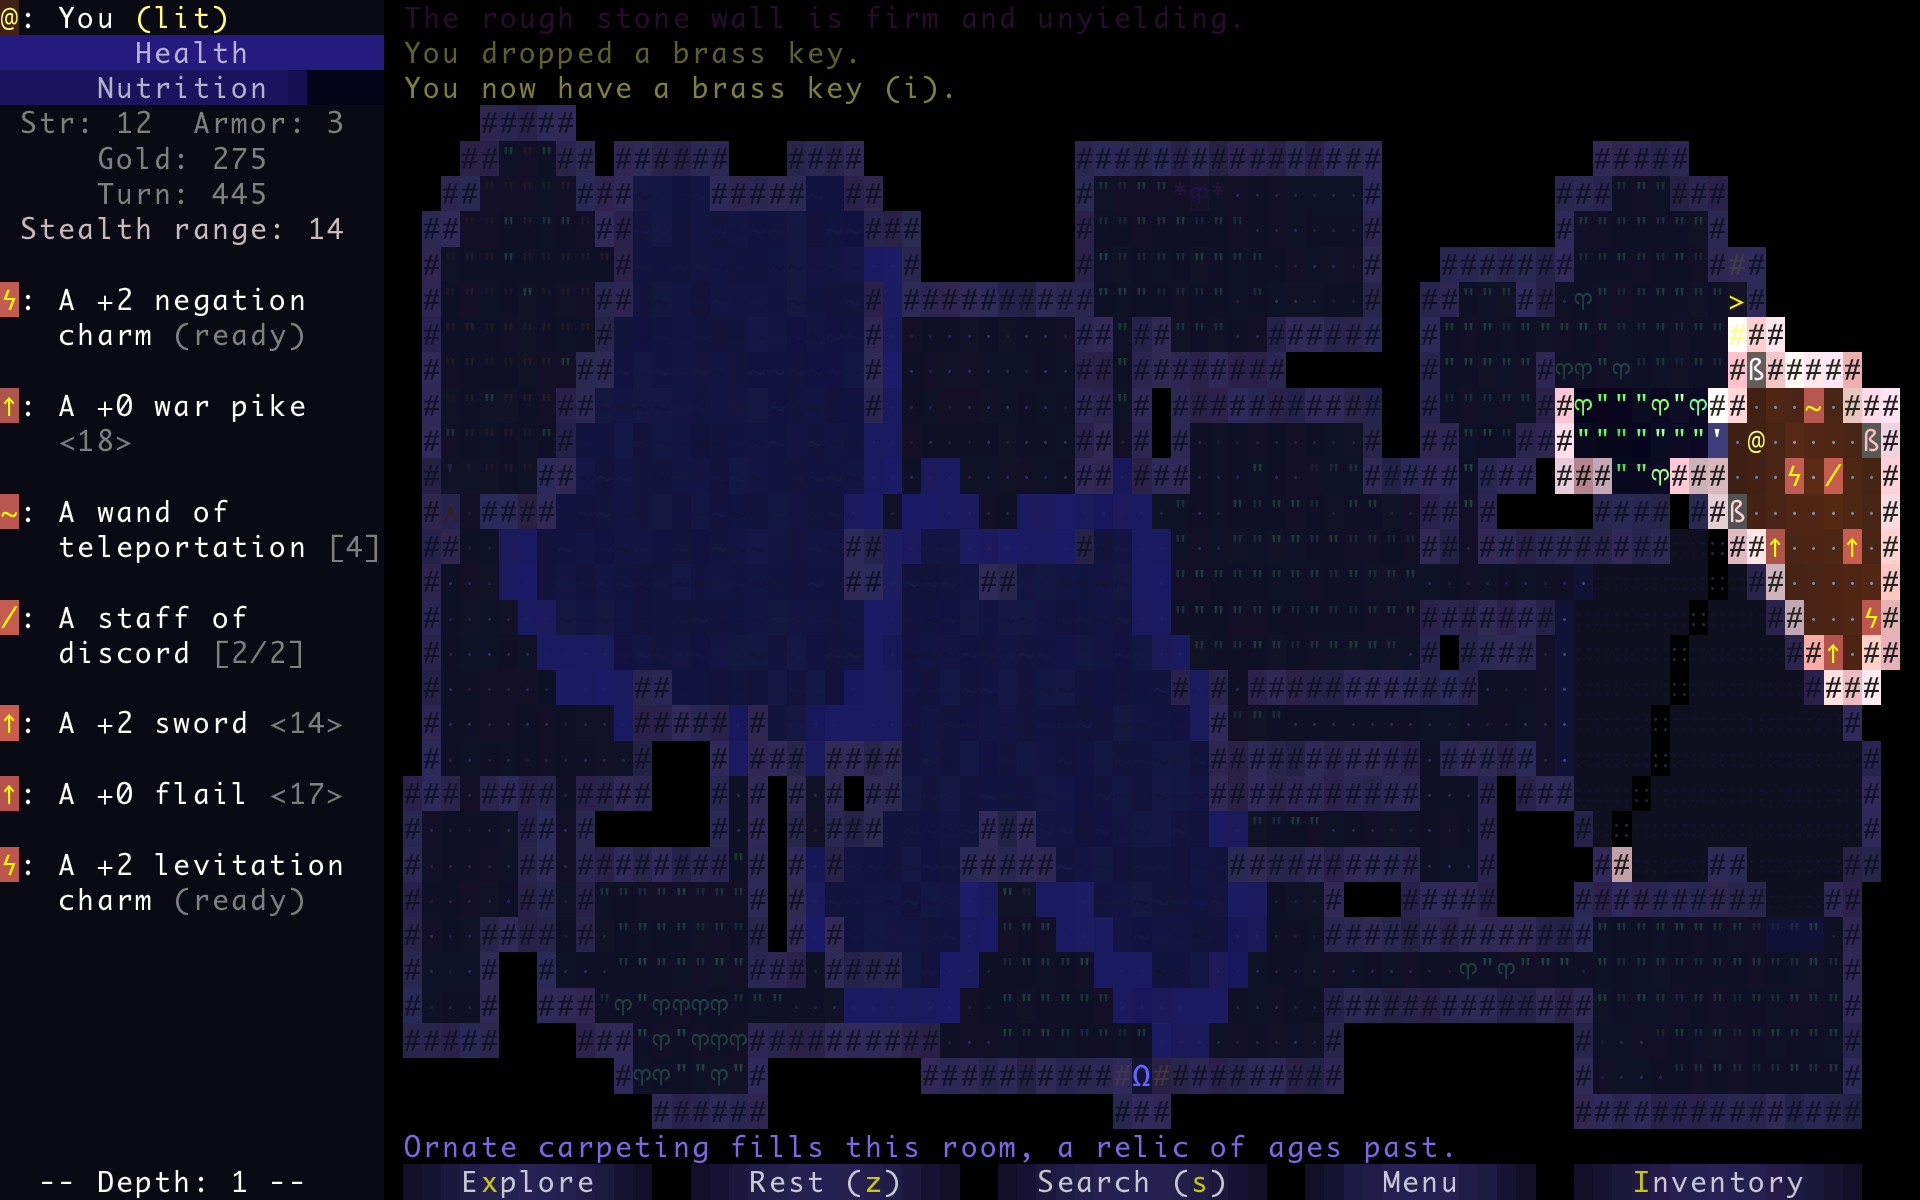 @: You (lit)
Health
Nutrition
Str: 12 Armor: 3
Gold: 275
Turn: 445
Stealth range: 14
ϟ: A +2 negation
charm (ready)
↑: A +0 war pike
<18>
~: A wand of
teleportation [4]
/: A staff of
discord [2/2]
↑: A +2 sword <14>
↑: A +0 flail <17>
ϟ: A +2 levitation
charm (ready)
-- Depth: 1 --
The rough stone wall is firm and unyielding.
You dropped a brass key.
You now have a brass key (i).
Ornate carpeting fills this room, a relic of ages past.
Explore Rest (z) Search (s) Menu Inventory